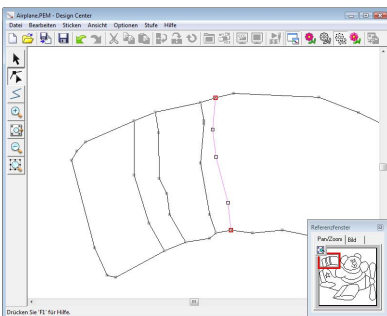 Airplane.PEM - Design Center
Datei Bearbeiten Sticken Ansicht Optionen Stufe Hilfe
Referenzfenster
Pan/Zoom Bild
Drücken Sie 'F1' für Hilfe.